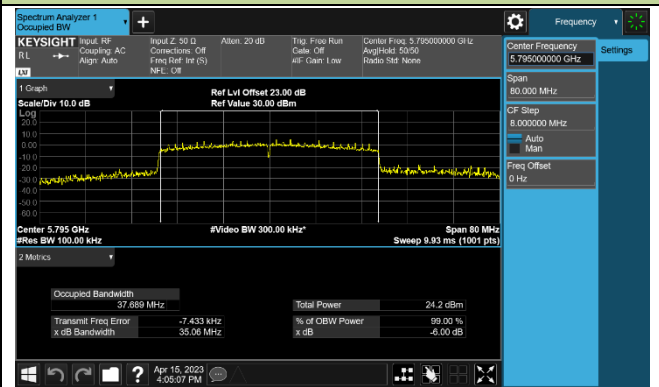 Spectrum Analyzer 1
Occupied BW
Frequency
KEYSIGHT
RL
LXI
Input: RF
Coupling: AC
Align: Auto
Input Z: 50 Ω
Corrections: Off
Freq Ref: Int (S)
NFE: Off
Atten: 20 dB
Trig: Free Run
Gate: Off
#IF Gain: Low
Center Freq: 5.795000000 GHz
Avg|Hold: 50/50
Radio Std: None
Center Frequency
5.795000000 GHz
Settings
Span
80.000 MHz
CF Step
8.000000 MHz
Auto
Man
Freq Offset
0 Hz
1 Graph
Scale/Div 10.0 dB
Ref Lvl Offset 23.00 dB
Ref Value 30.00 dBm
Log
20.0
10.0
0.00
-10.0
-20.0
-30.0
-40.0
-50.0
-60.0
Center 5.795 GHz
#Res BW 100.00 kHz
#Video BW 300.00 kHz*
Span 80 MHz
Sweep 9.93 ms (1001 pts)
2 Metrics
Occupied Bandwidth
37.689 MHz
Transmit Freq Error -7.433 kHz
x dB Bandwidth 35.06 MHz
Total Power 24.2 dBm
% of OBW Power 99.00 %
x dB -6.00 dB
?
Apr 15, 2023
4:05:07 PM